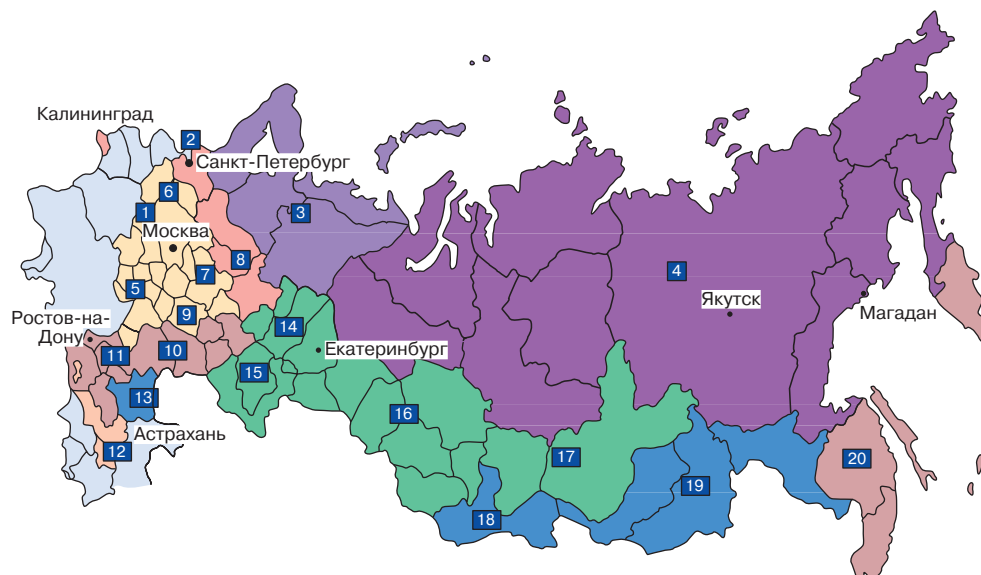 Калининград
2
Санкт-Петербург
6
1
3
Москва
8
4
7
5
Якутск
9
Магадан
Ростов-на-
Дону
14
11
10
Екатеринбург
15
13
16
Астрахань
12
17
20
19
18